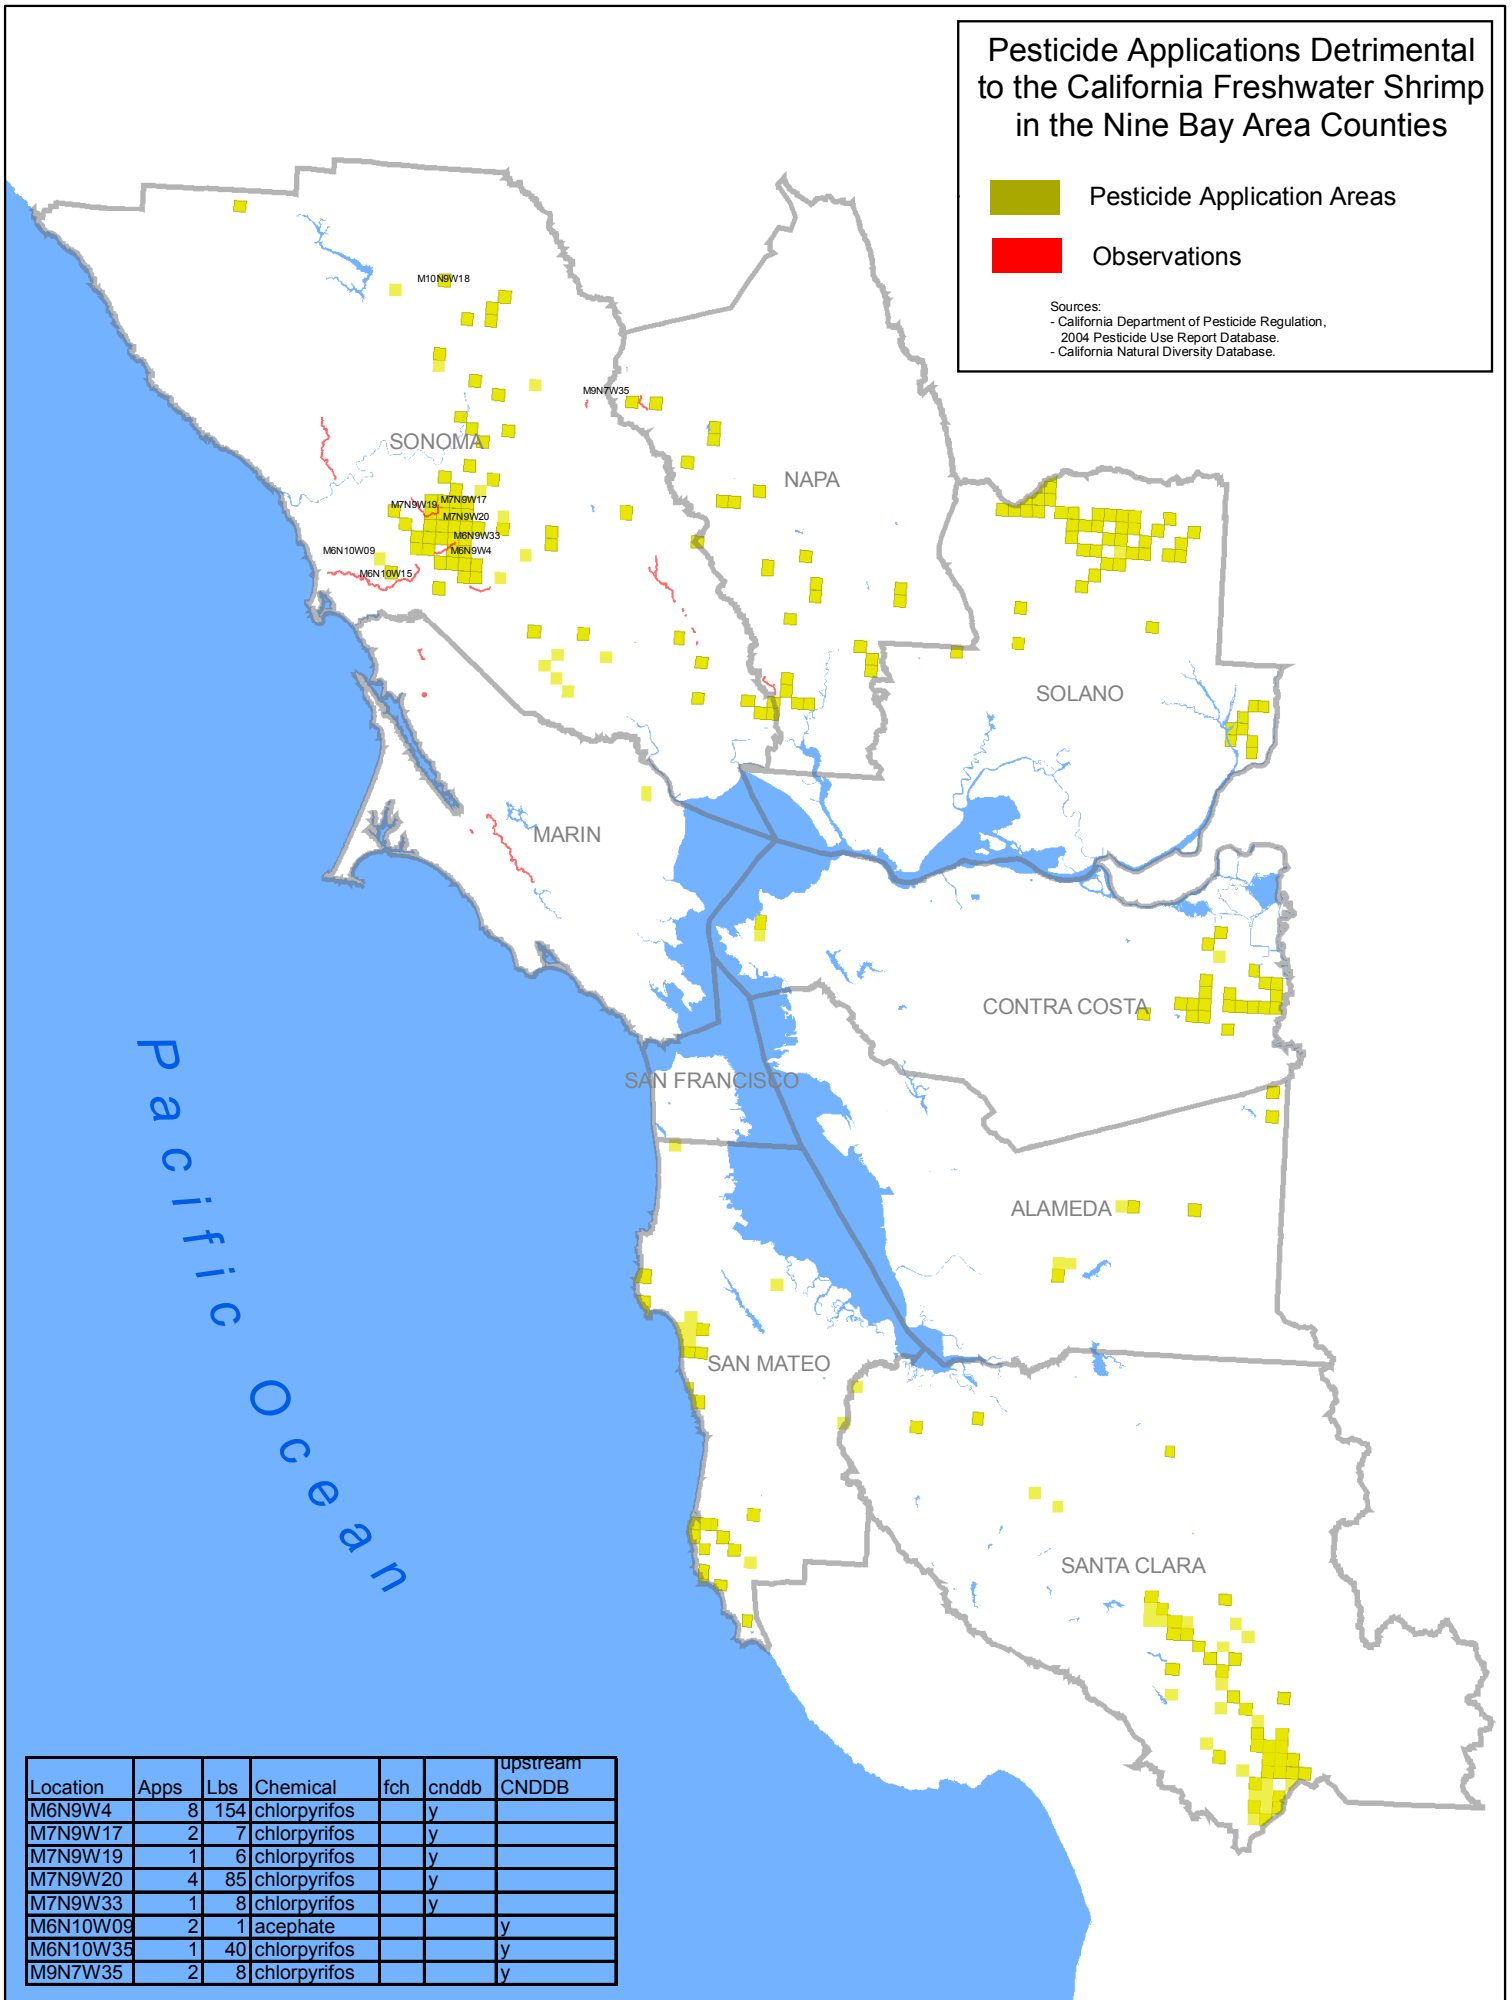 Pesticide Applications Detrimental
to the California Freshwater Shrimp
in the Nine Bay Area Counties
Pesticide Application Areas
Observations
Sources:
- California Department of Pesticide Regulation,
2004 Pesticide Use Report Database.
- California Natural Diversity Database.
M10N9W18
M9N7W35
SONOMA
NAPA
M7N9W19
M7N9W17
M7N9W20
M6N9W33
M6N10W09
M6N9W4
M6N10W15
SOLANO
MARIN
CONTRA COSTA
SAN FRANCISCO
ALAMEDA
SAN MATEO
SANTA CLARA
Pacific Ocean
Location Apps Lbs Chemical fch cnddb upstream CNDDB
M6N9W4 8 154 chlorpyrifos y
M7N9W17 2 7 chlorpyrifos y
M7N9W19 1 6 chlorpyrifos y
M7N9W20 4 85 chlorpyrifos y
M7N9W33 1 8 chlorpyrifos y
M6N10W09 2 1 acephate y
M6N10W35 1 40 chlorpyrifos y
M9N7W35 2 8 chlorpyrifos y